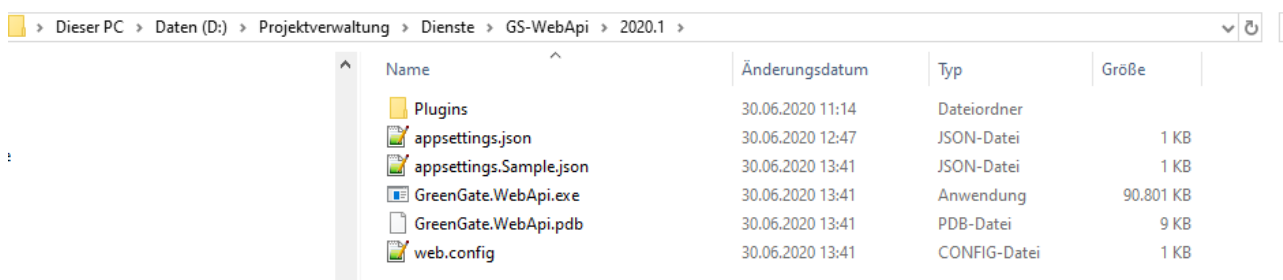 Dieser PC > Daten (D:) > Projektverwaltung > Dienste > GS-WebApi > 2020.1 >
Name Änderungsdatum Typ Größe
Plugins 30.06.2020 11:14 Dateiordner
appsettings.json 30.06.2020 12:47 JSON-Datei 1 KB
appsettings.Sample.json 30.06.2020 13:41 JSON-Datei 1 KB
GreenGate.WebApi.exe 30.06.2020 13:41 Anwendung 90.801 KB
GreenGate.WebApi.pdb 30.06.2020 13:41 PDB-Datei 9 KB
web.config 30.06.2020 13:41 CONFIG-Datei 1 KB